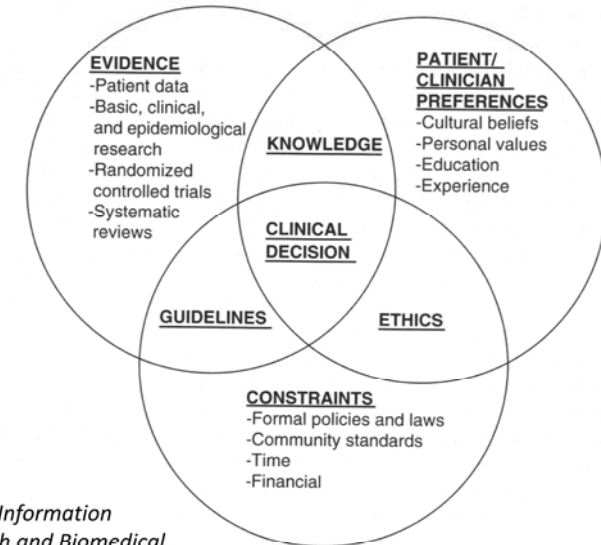 EVIDENCE
-Patient data
-Basic, clinical,
and epidemiological
research
-Randomized
controlled trials
-Systematic
reviews
PATIENT/
CLINICIAN
PREFERENCES
-Cultural beliefs
-Personal values
-Education
-Experience
KNOWLEDGE
CLINICAL
DECISION
GUIDELINES
ETHICS
CONSTRAINTS
-Formal policies and laws
-Community standards
-Time
-Financial
Information
h and Biomedical